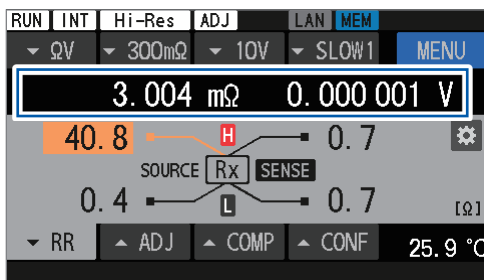 RUN INT Hi-Res ADJ LAN MEM
ΩV 300mΩ 10V SLOW1 MENU
3.004 mΩ 0.000 001 V
40.8 H 0.7
SOURCE Rx SENSE
0.4 L 0.7 [Ω]
RR ADJ COMP CONF 25.9 °C